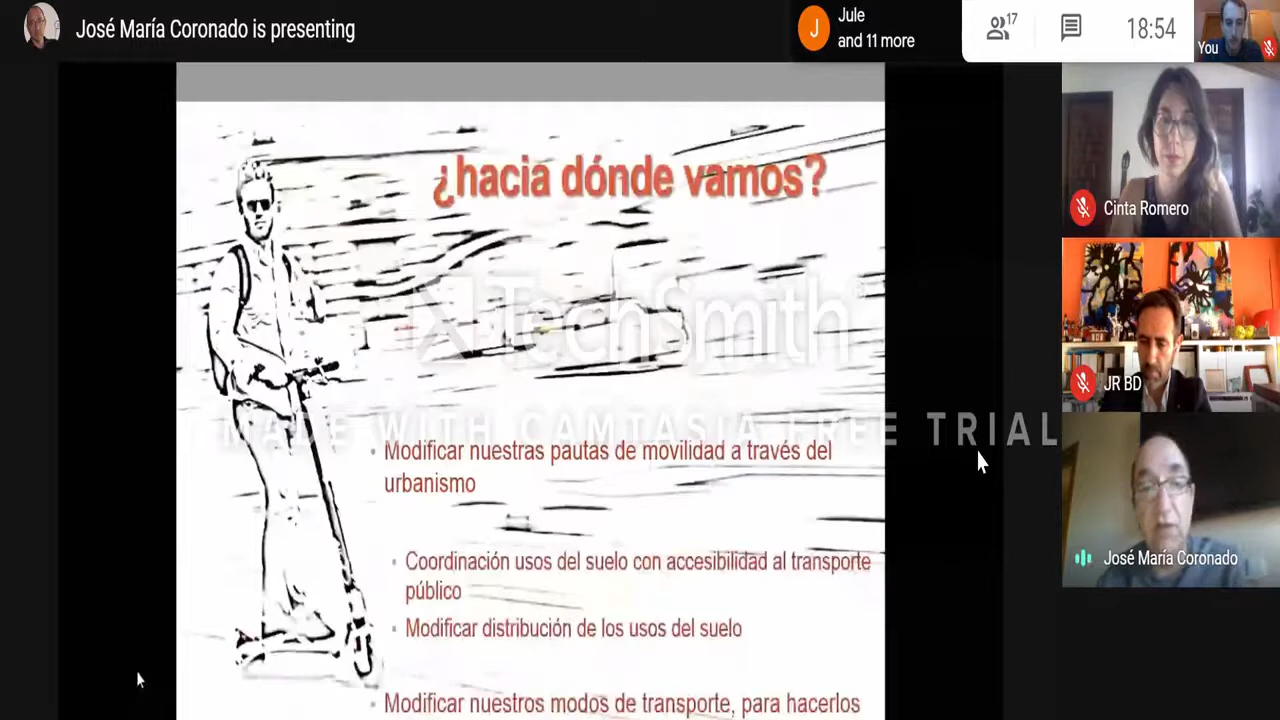 José María Coronado is presenting
Jule
and 11 more
17
18:54
You
¿hacia dónde vamos?
TechSmith
MADE WITH CAMTASIA FREE TRIAL
Modificar nuestras pautas de movilidad a través del
urbanismo
Coordinación usos del suelo con accesibilidad al transporte
público
Modificar distribución de los usos del suelo
Modificar nuestros modos de transporte, para hacerlos
J
Cinta Romero
JR BD
José María Coronado